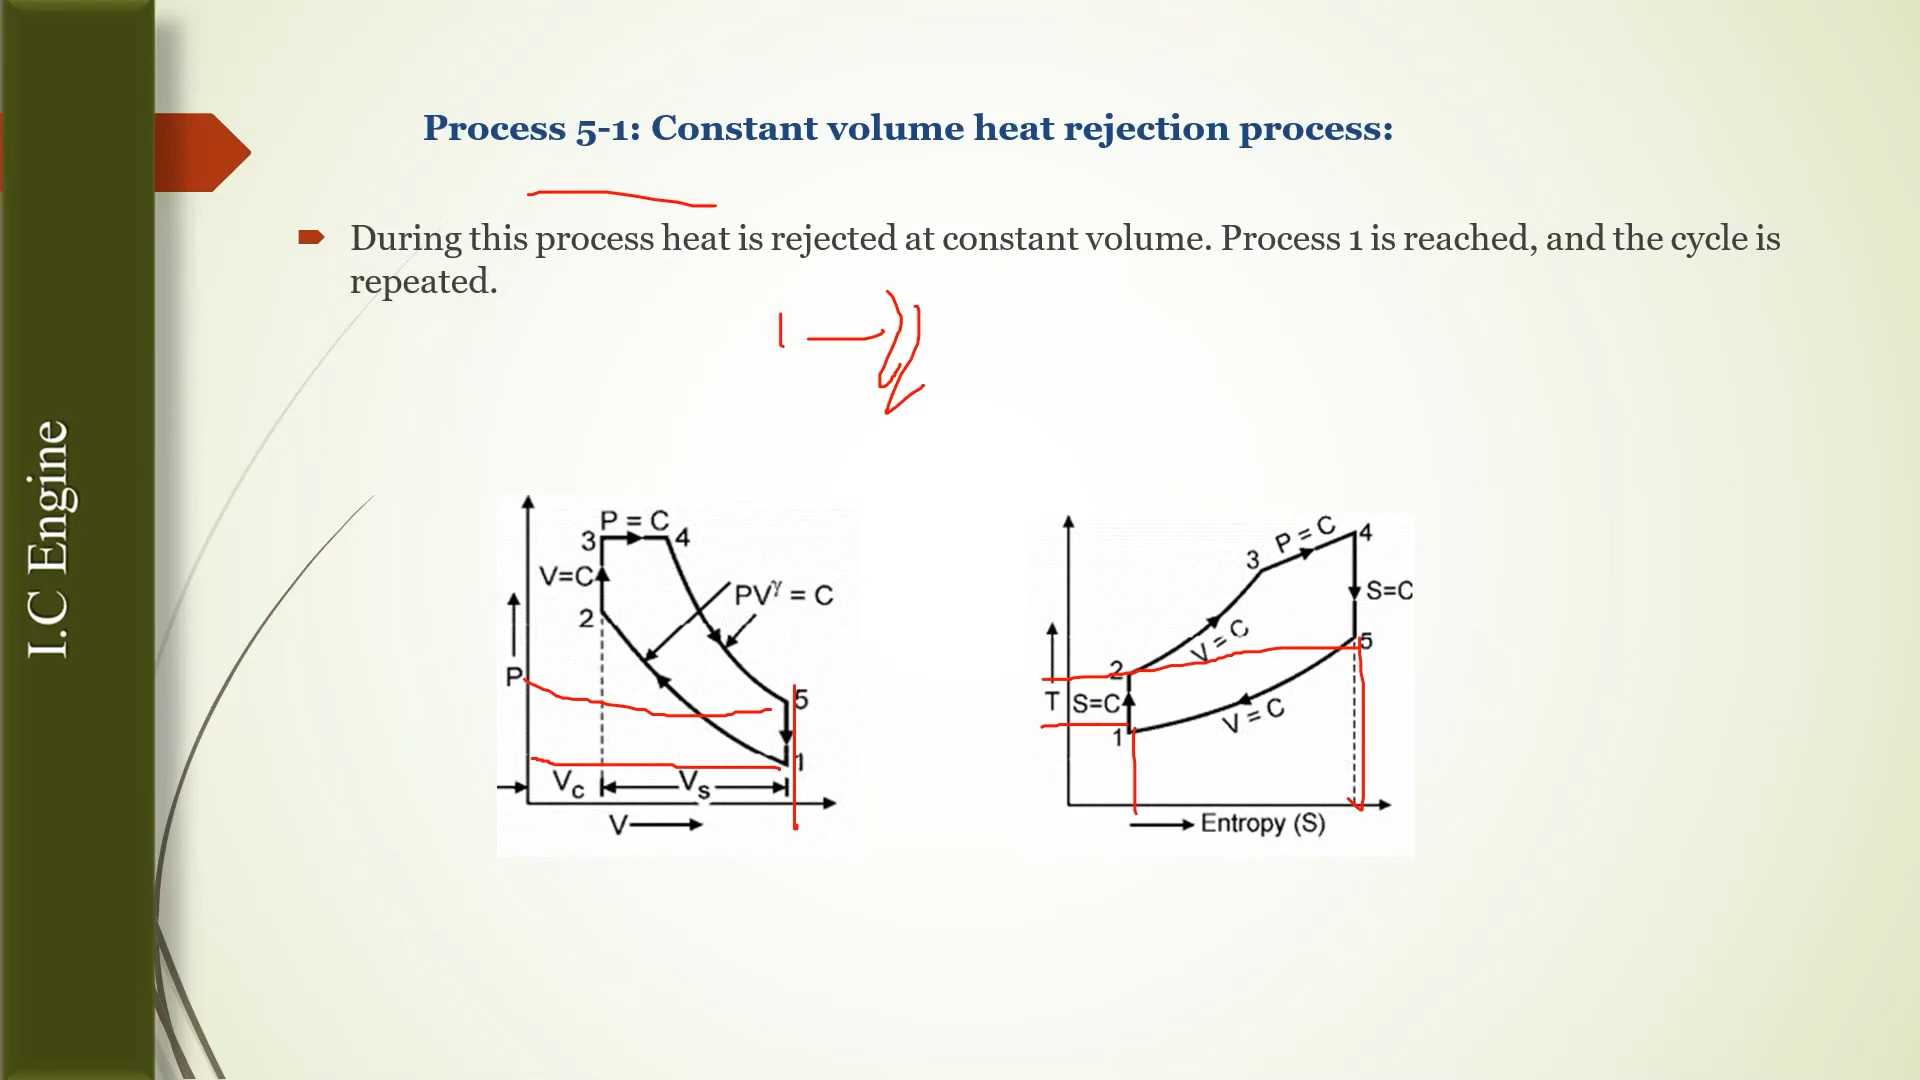 I.C Engine
Process 5-1: Constant volume heat rejection process:
During this process heat is rejected at constant volume. Process 1 is reached, and the cycle is
repeated.
1
P = C
3
4
V=C
PVᵞ = C
2
P
5
1
Vc
Vs
V
4
P = C
3
S=C
V = C
5
2
T
S=C
V = C
1
Entropy (S)